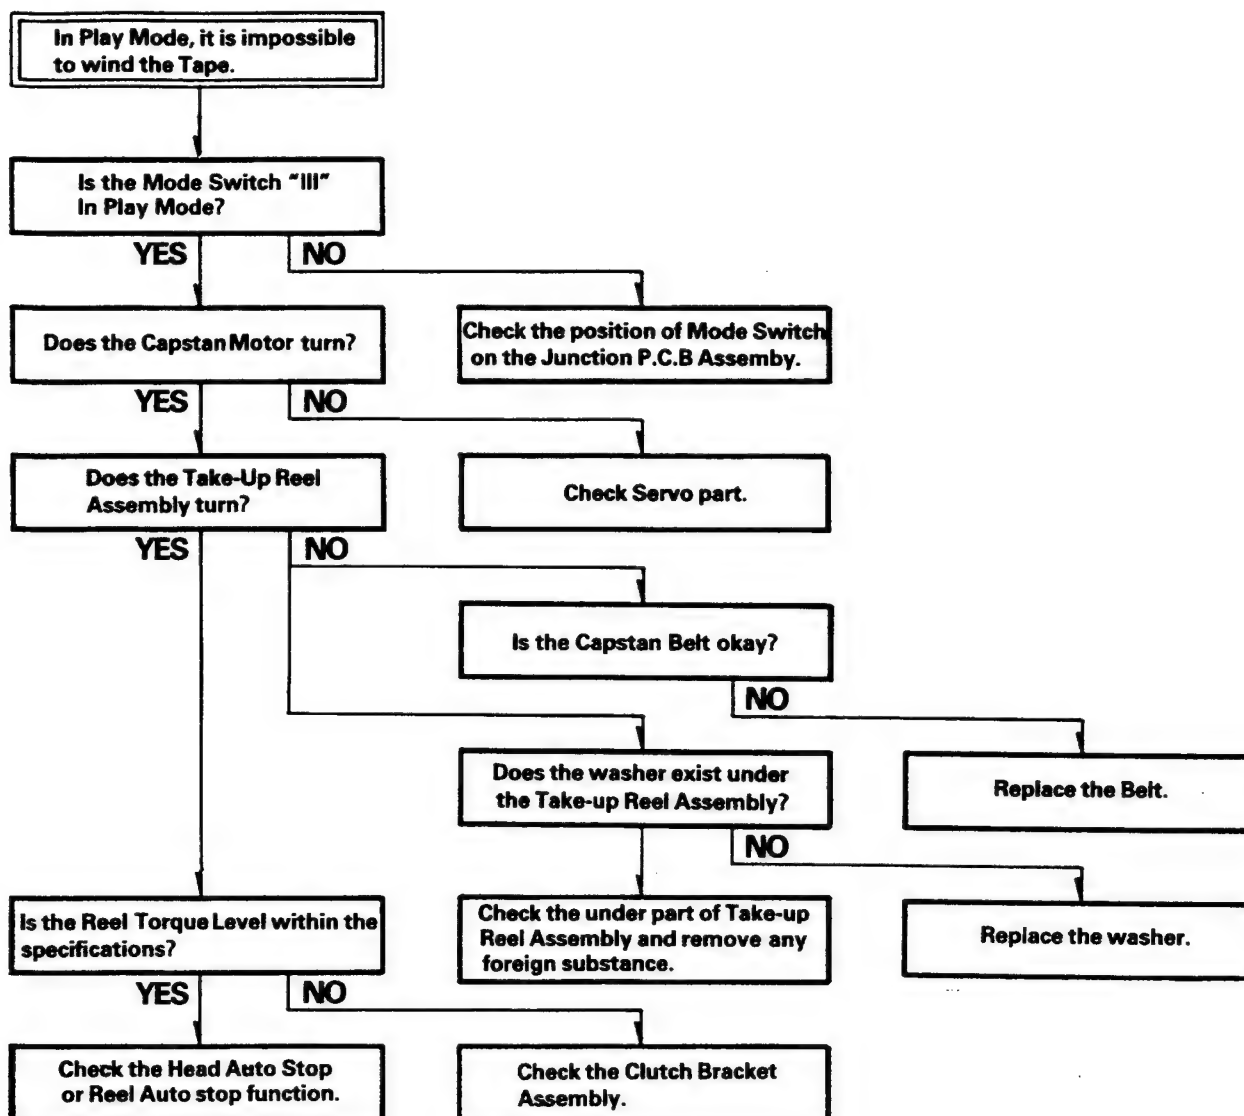 In Play Mode, it is impossible
to wind the Tape.
Is the Mode Switch "III"
In Play Mode?
YES
NO
Does the Capstan Motor turn?
Check the position of Mode Switch
on the Junction P.C.B Assemby.
YES
NO
Does the Take-Up Reel
Assembly turn?
Check Servo part.
YES
NO
Is the Capstan Belt okay?
NO
Does the washer exist under
the Take-up Reel Assembly?
Replace the Belt.
NO
Is the Reel Torque Level within the
specifications?
Check the under part of Take-up
Reel Assembly and remove any
foreign substance.
Replace the washer.
YES
NO
Check the Head Auto Stop
or Reel Auto stop function.
Check the Clutch Bracket
Assembly.